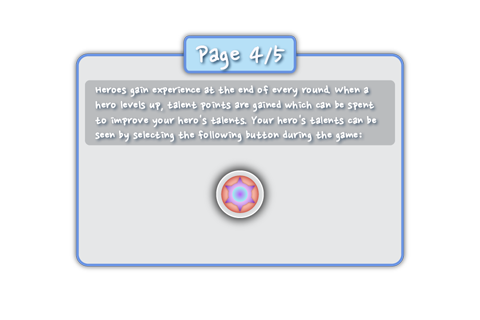 Page 4/5
Heroes gain experience at the end of every round. When a
hero levels up, talent points are gained which can be spent
to improve your hero's talents. Your hero's talents can be
seen by selecting the following button during the game: